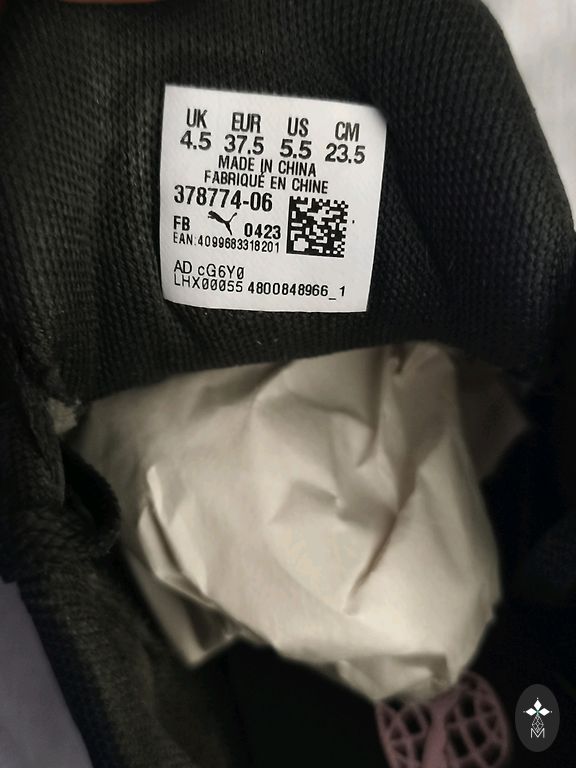 UK EUR US CM
4.5 37.5 5.5 23.5
MADE IN CHINA
FABRIQUÉ EN CHINE
378774-06
FB 0423
EAN:4099683318201
AD cG6Y0
LHX00055 4800848966_1
M